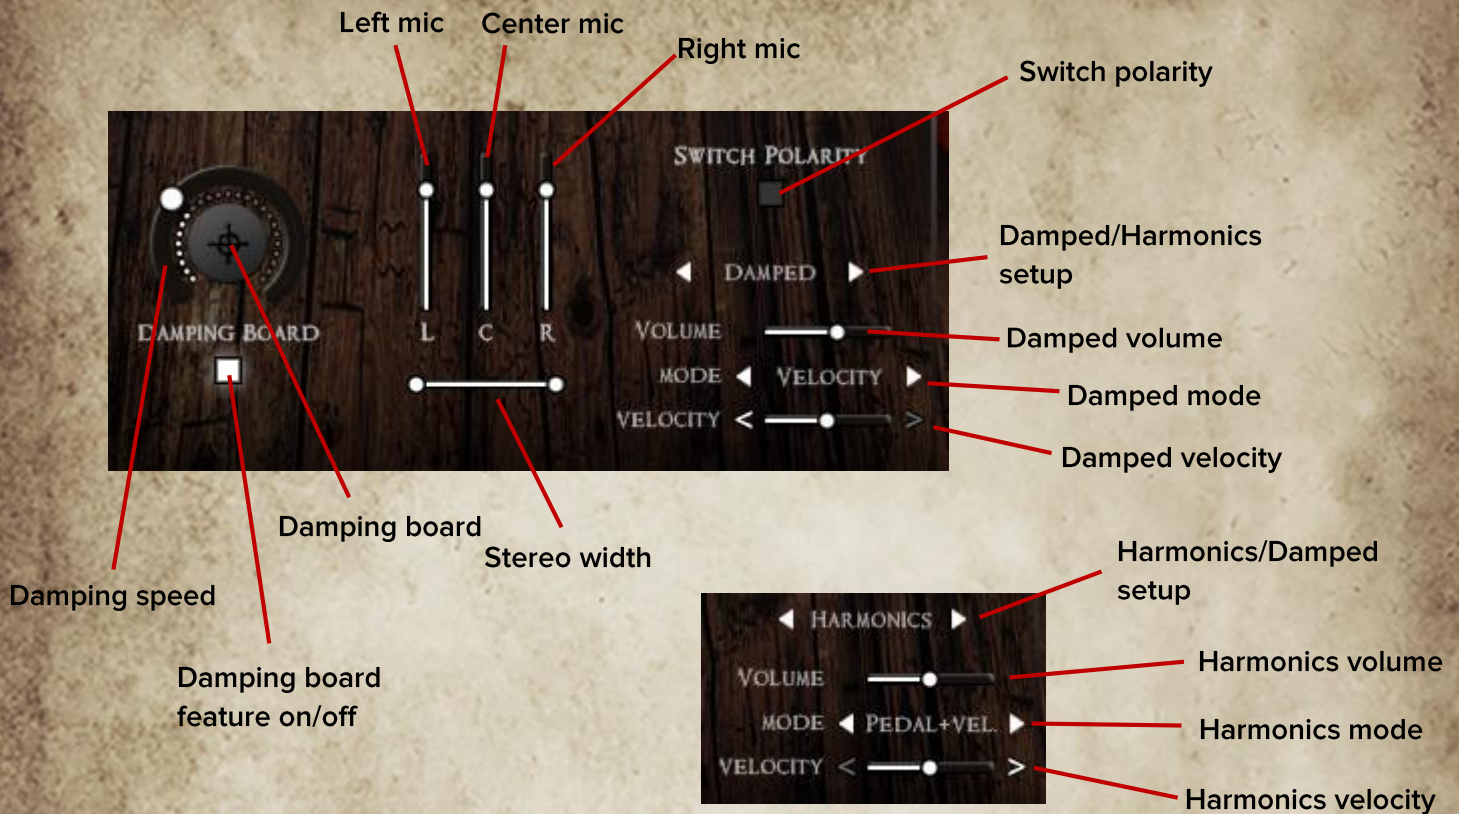 Left mic
Center mic
Right mic
Switch polarity
SWITCH POLARITY
Damped/Harmonics
setup
DAMPED
DAMPING BOARD
L C R
VOLUME
Damped volume
MODE VELOCITY
Damped mode
VELOCITY < >
Damped velocity
Damping board
Stereo width
Damping speed
Damping board
feature on/off
Harmonics/Damped
setup
HARMONICS
VOLUME
Harmonics volume
MODE PEDAL+VEL.
Harmonics mode
VELOCITY < >
Harmonics velocity